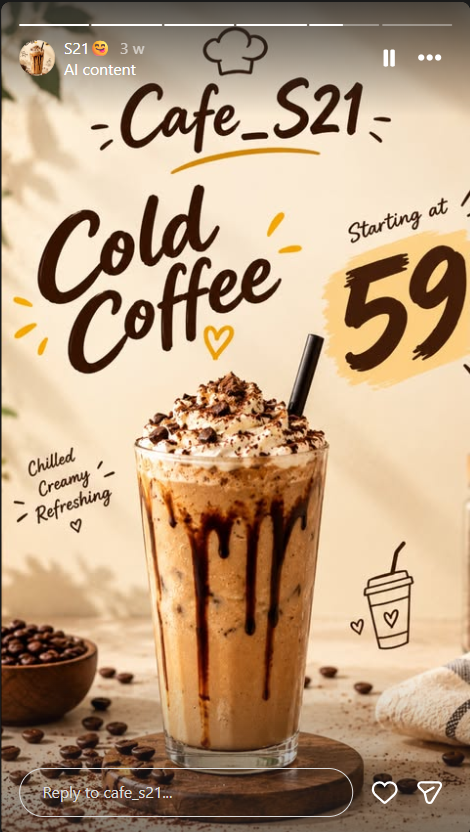 S21😋 3 w
AI content
Cafe_S21
Cold
Coffee
Starting at
59
Chilled
Creamy
Refreshing
Reply to cafe_s21...